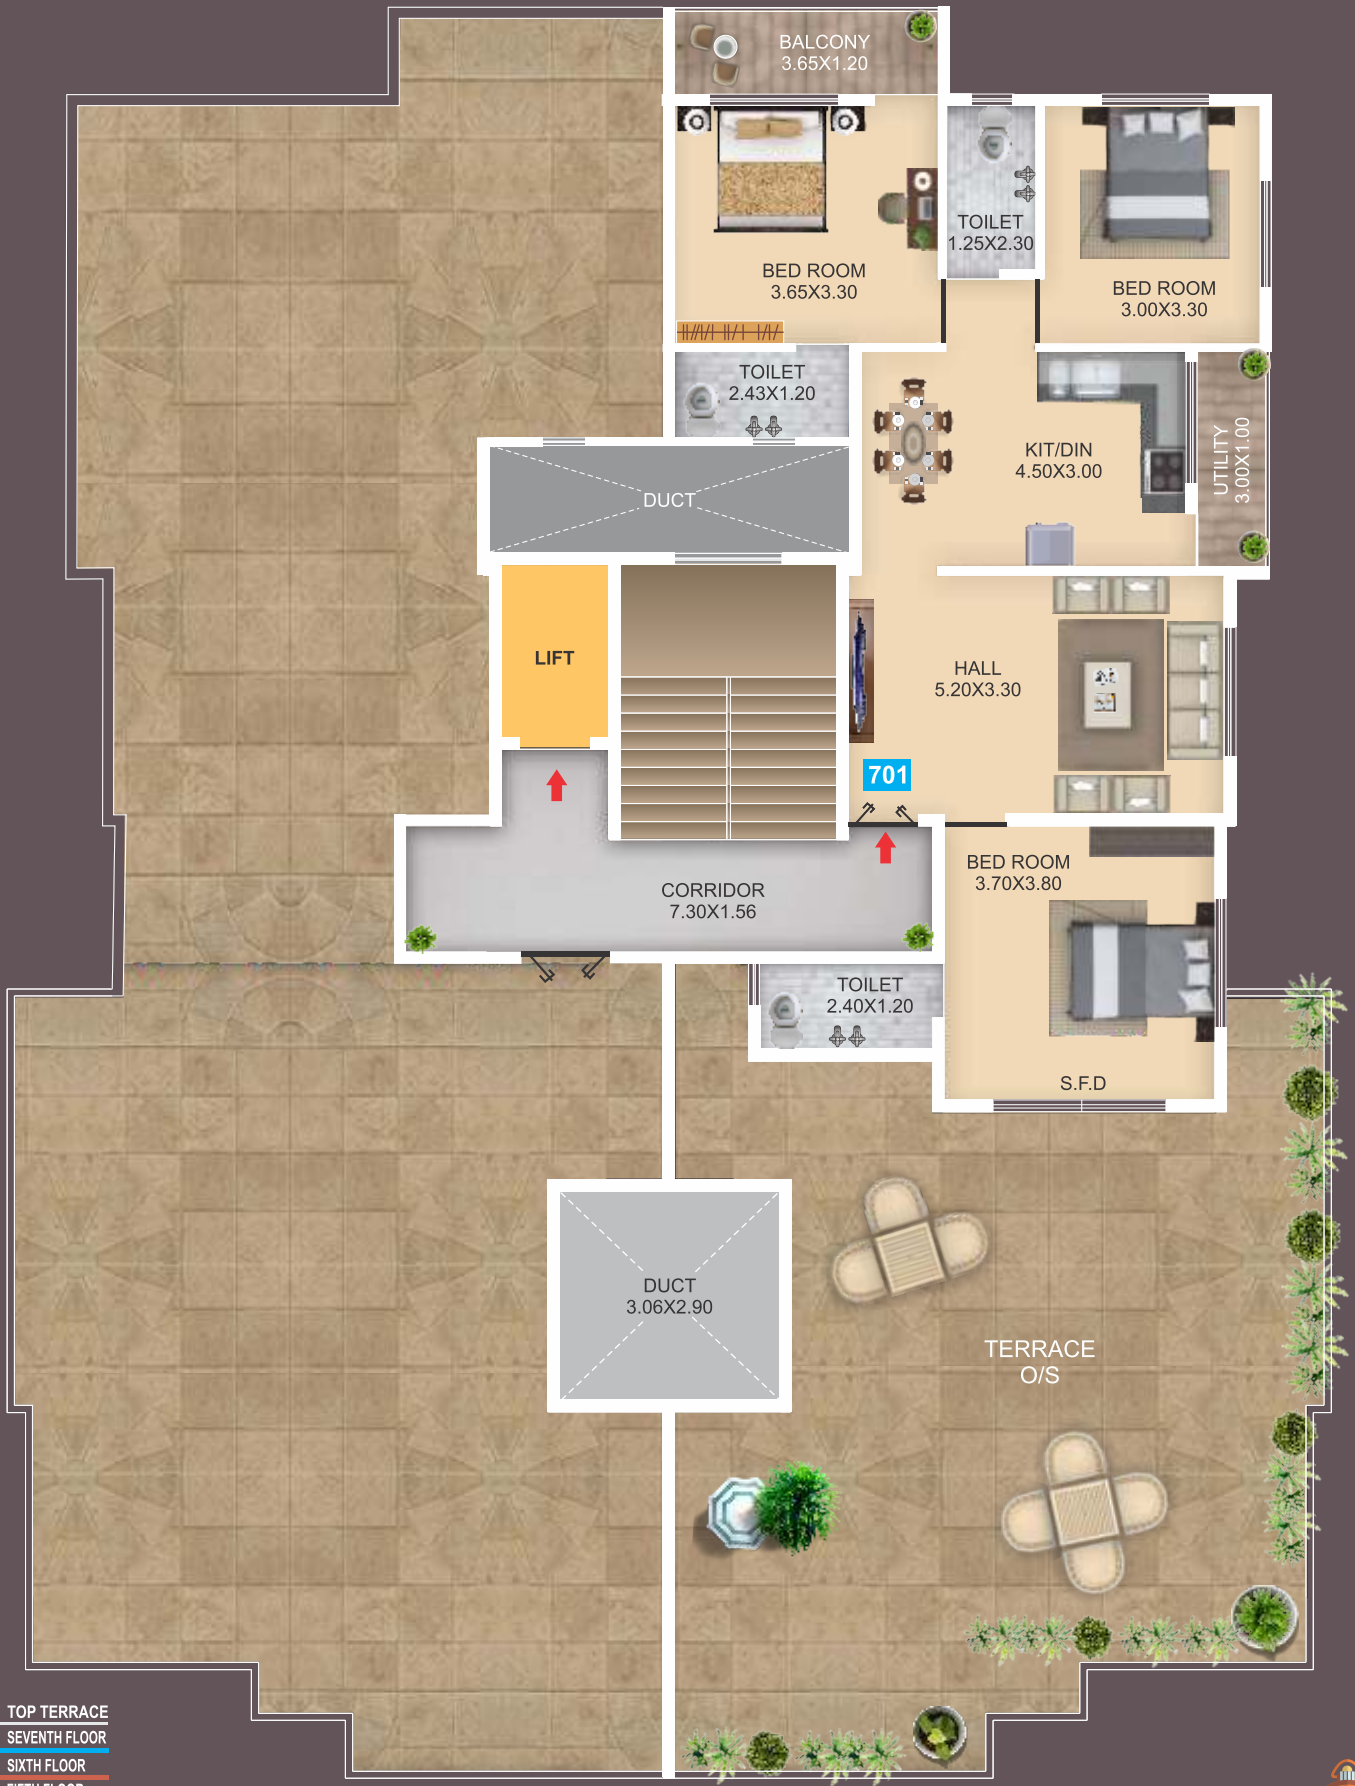 BALCONY
3.65X1.20
TOILET
1.25X2.30
BED ROOM
3.65X3.30
BED ROOM
3.00X3.30
TOILET
2.43X1.20
KIT/DIN
4.50X3.00
UTILITY
3.00X1.00
DUCT
LIFT
HALL
5.20X3.30
701
BED ROOM
3.70X3.80
CORRIDOR
7.30X1.56
TOILET
2.40X1.20
S.F.D
DUCT
3.06X2.90
TERRACE
O/S
TOP TERRACE
SEVENTH FLOOR
SIXTH FLOOR
FIFTH FLOOR